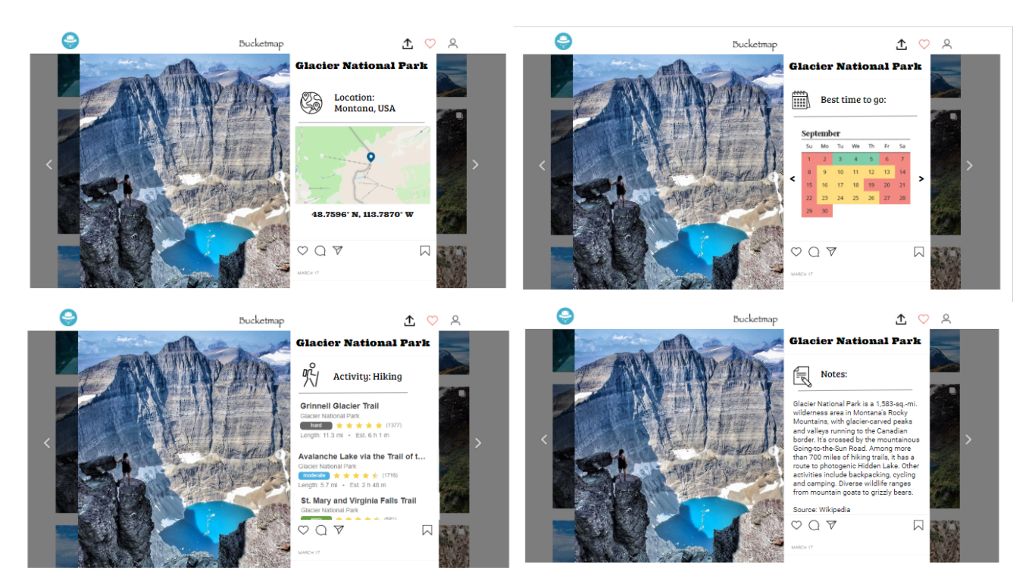 Bucketmap
Glacier National Park
Location:
Montana, USA
48.7596° N, 113.7870° W
MARCH 17
Bucketmap
Glacier National Park
Best time to go:
September
Su Mo Tu We Th Fr Sa
1 2 3 4 5 6 7
8 9 10 11 12 13 14
15 16 17 18 19 20 21
22 23 24 25 26 27 28
29 30
MARCH 17
Bucketmap
Glacier National Park
Activity: Hiking
Grinnell Glacier Trail
Glacier National Park
hard (1377)
Length: 11.3 mi • Est. 6 h 1 m
Avalanche Lake via the Trail of t...
Glacier National Park
moderate
Length: 5.7 mi • Est. 2 h 48 m
St. Mary and Virginia Falls Trail
Glacier National Park
MARCH 17
Bucketmap
Glacier National Park
Notes:
Glacier National Park is a 1,583-sq.-mi.
wilderness area in Montana's Rocky
Mountains, with glacier-carved peaks
and valleys running to the Canadian
border. It's crossed by the mountainous
Going-to-the-Sun Road. Among more
than 700 miles of hiking trails, it has a
route to photogenic Hidden Lake. Other
activities include backpacking, cycling
and camping. Diverse wildlife ranges
from mountain goats to grizzly bears.
Source: Wikipedia
MARCH 17